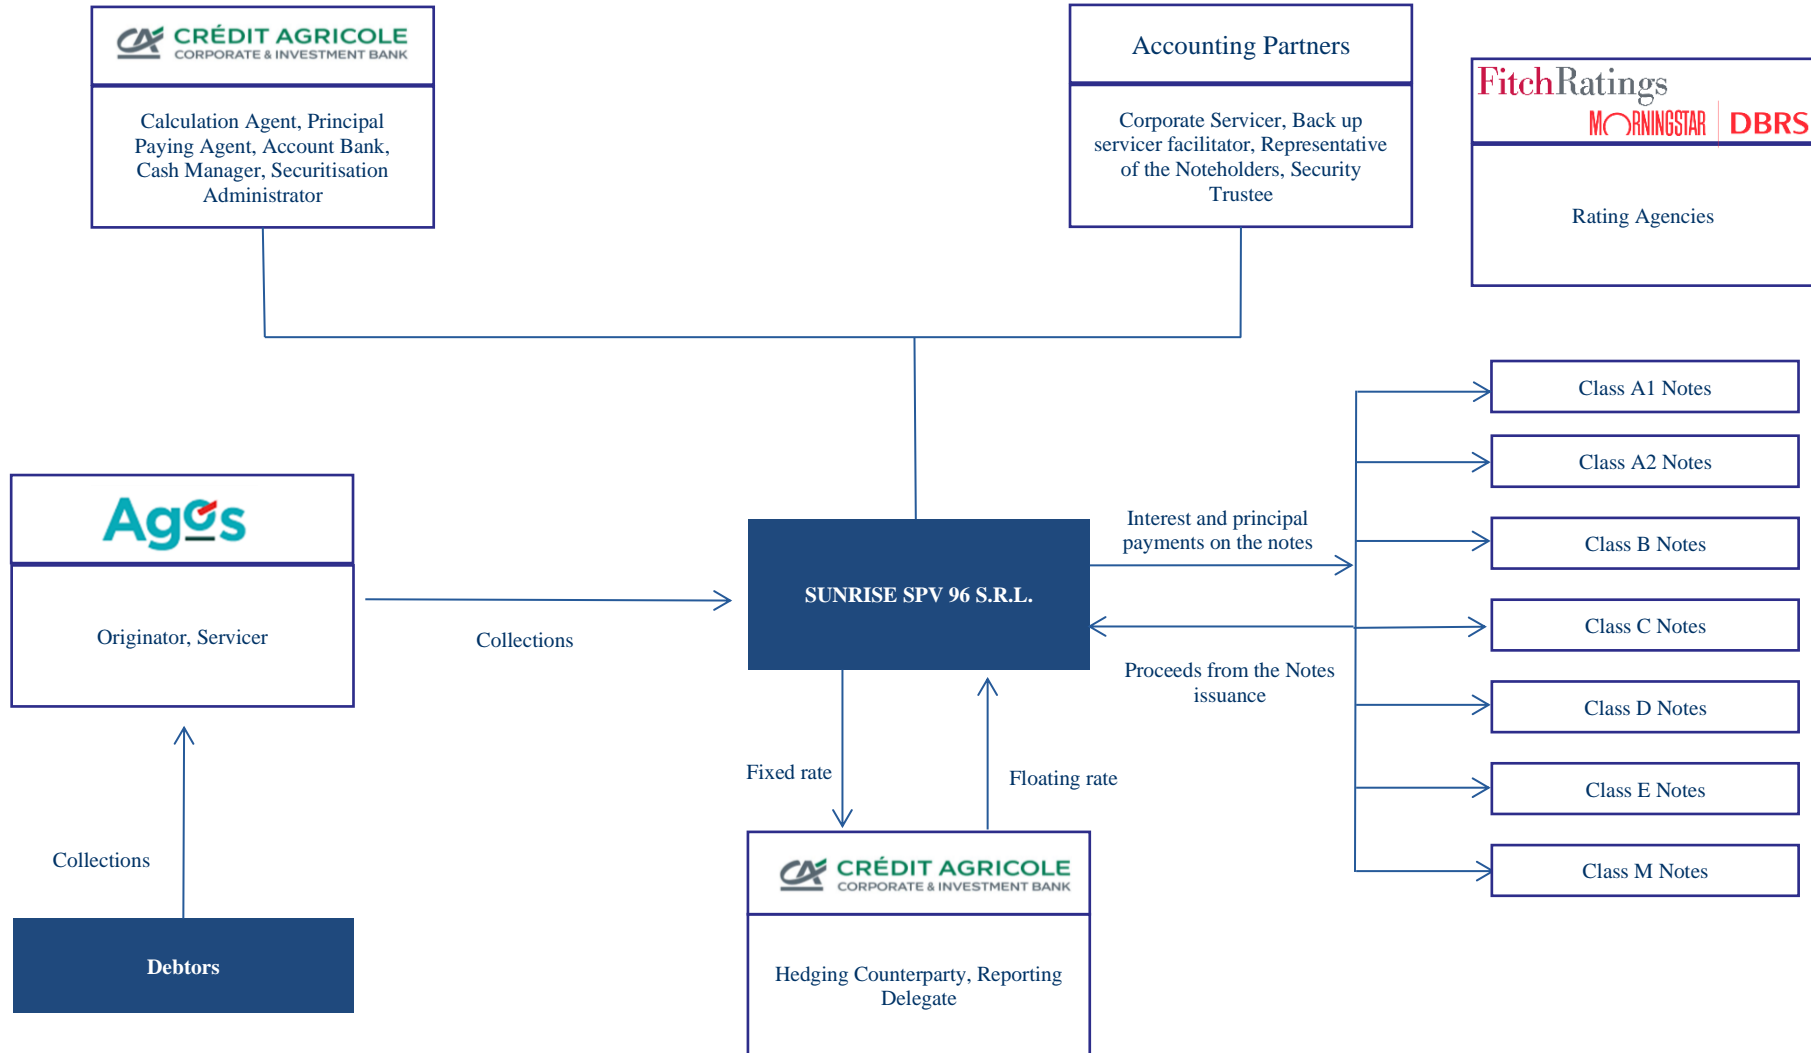 CRÉDIT AGRICOLE
CORPORATE & INVESTMENT BANK
Calculation Agent, Principal
Paying Agent, Account Bank,
Cash Manager, Securitisation
Administrator
Accounting Partners
Corporate Servicer, Back up
servicer facilitator, Representative
of the Noteholders, Security
Trustee
FitchRatings
MORNINGSTAR | DBRS
Rating Agencies
Agos
Originator, Servicer
Collections
Collections
Debtors
SUNRISE SPV 96 S.R.L.
Interest and principal
payments on the notes
Proceeds from the Notes
issuance
Fixed rate
Floating rate
CRÉDIT AGRICOLE
CORPORATE & INVESTMENT BANK
Hedging Counterparty, Reporting
Delegate
Class A1 Notes
Class A2 Notes
Class B Notes
Class C Notes
Class D Notes
Class E Notes
Class M Notes